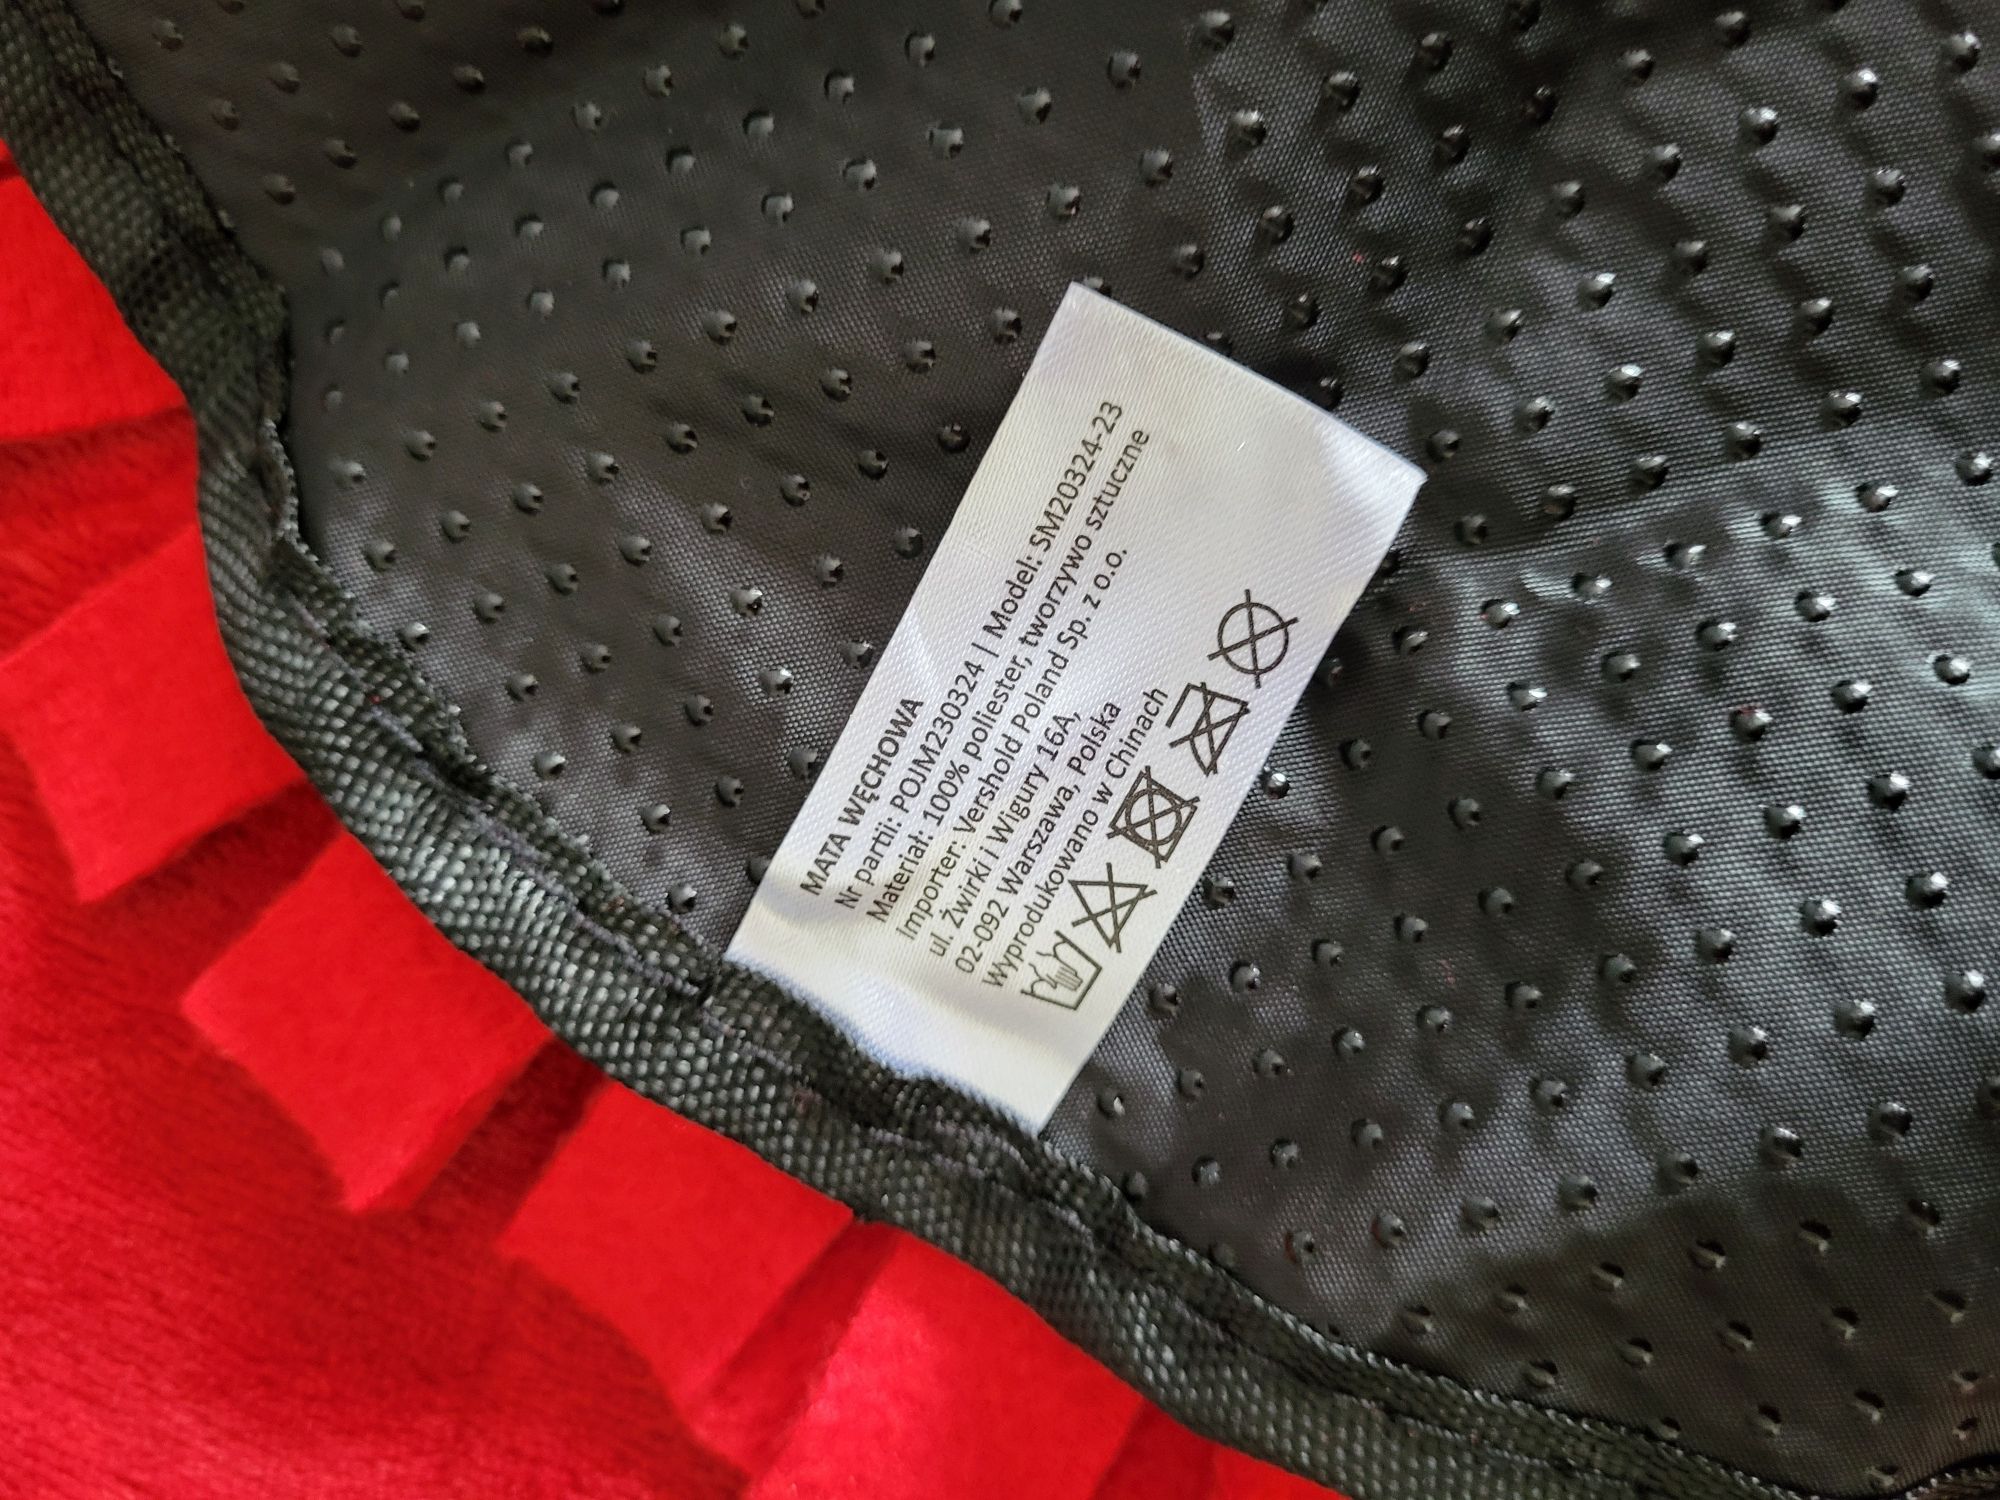 MATA WĘCHOWA
Nr partii: POJM230324 | Model: SM20324-23
Materiał: 100% poliester, tworzywo sztuczne
Importer: Vershold Poland Sp. z o.o.
ul. Żwirki i Wigury 16A,
02-092 Warszawa, Polska
Wyprodukowano w Chinach